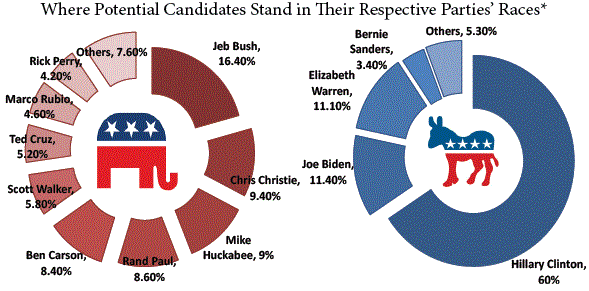 Where Potential Candidates Stand in Their Respective Parties' Races*
Jeb Bush,
16.40%
Chris Christie,
9.40%
Mike
Huckabee, 9%
Rand Paul,
8.60%
Ben Carson,
8.40%
Scott Walker,
5.80%
Ted Cruz,
5.20%
Marco Rubio,
4.60%
Rick Perry,
4.20%
Others, 7.60%
Hillary Clinton,
60%
Joe Biden,
11.40%
Elizabeth
Warren,
11.10%
Bernie
Sanders,
3.40%
Others, 5.30%